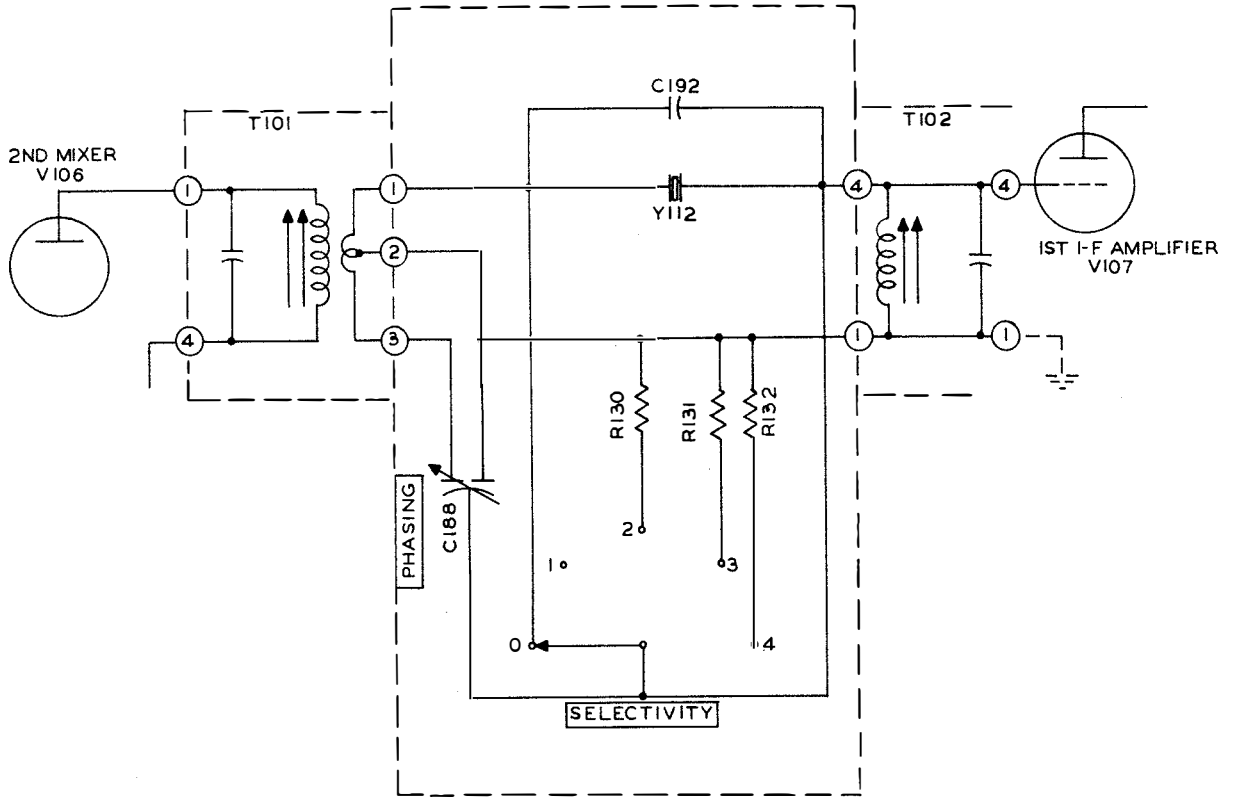 C192
T101
T102
2ND MIXER
V106
1
1
Y112
4
4
2
1ST I-F AMPLIFIER
V107
4
3
1
1
R130
R131
R132
PHASING
C188
2
1
3
0
4
SELECTIVITY